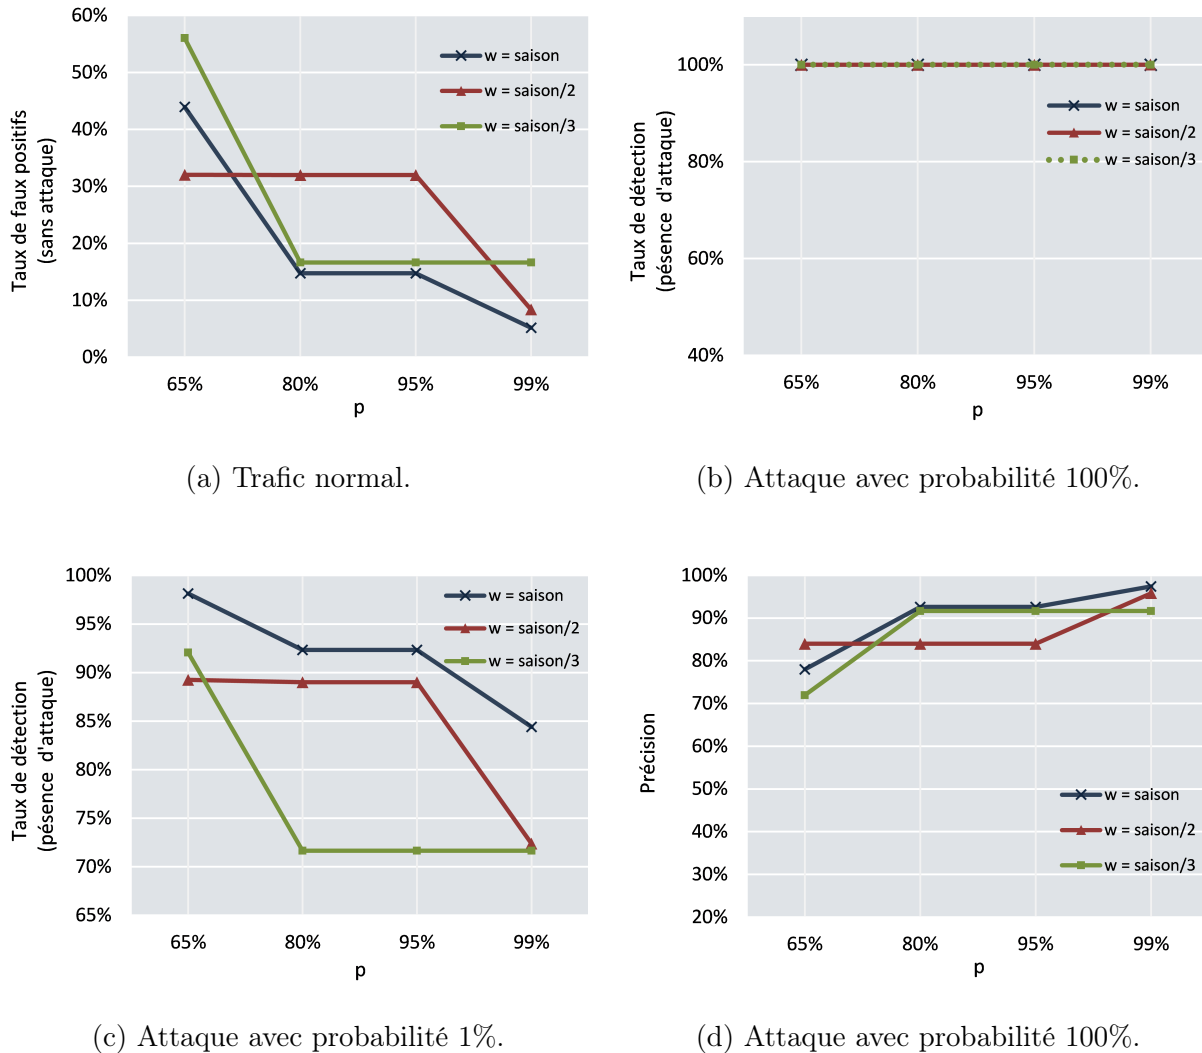 60%
50%
40%
30%
20%
10%
0%
Taux de faux positifs
(sans attaque)
w = saison
w = saison/2
w = saison/3
65%
80%
95%
99%
p
(a) Trafic normal.
100%
80%
60%
40%
Taux de détection
(pésence d'attaque)
w = saison
w = saison/2
w = saison/3
65%
80%
95%
99%
p
(b) Attaque avec probabilité 100%.
100%
95%
90%
85%
80%
75%
70%
65%
Taux de détection
(pésence d'attaque)
w = saison
w = saison/2
w = saison/3
65%
80%
95%
99%
p
(c) Attaque avec probabilité 1%.
100%
90%
80%
70%
60%
50%
40%
30%
20%
Précision
w = saison
w = saison/2
w = saison/3
65%
80%
95%
99%
p
(d) Attaque avec probabilité 100%.